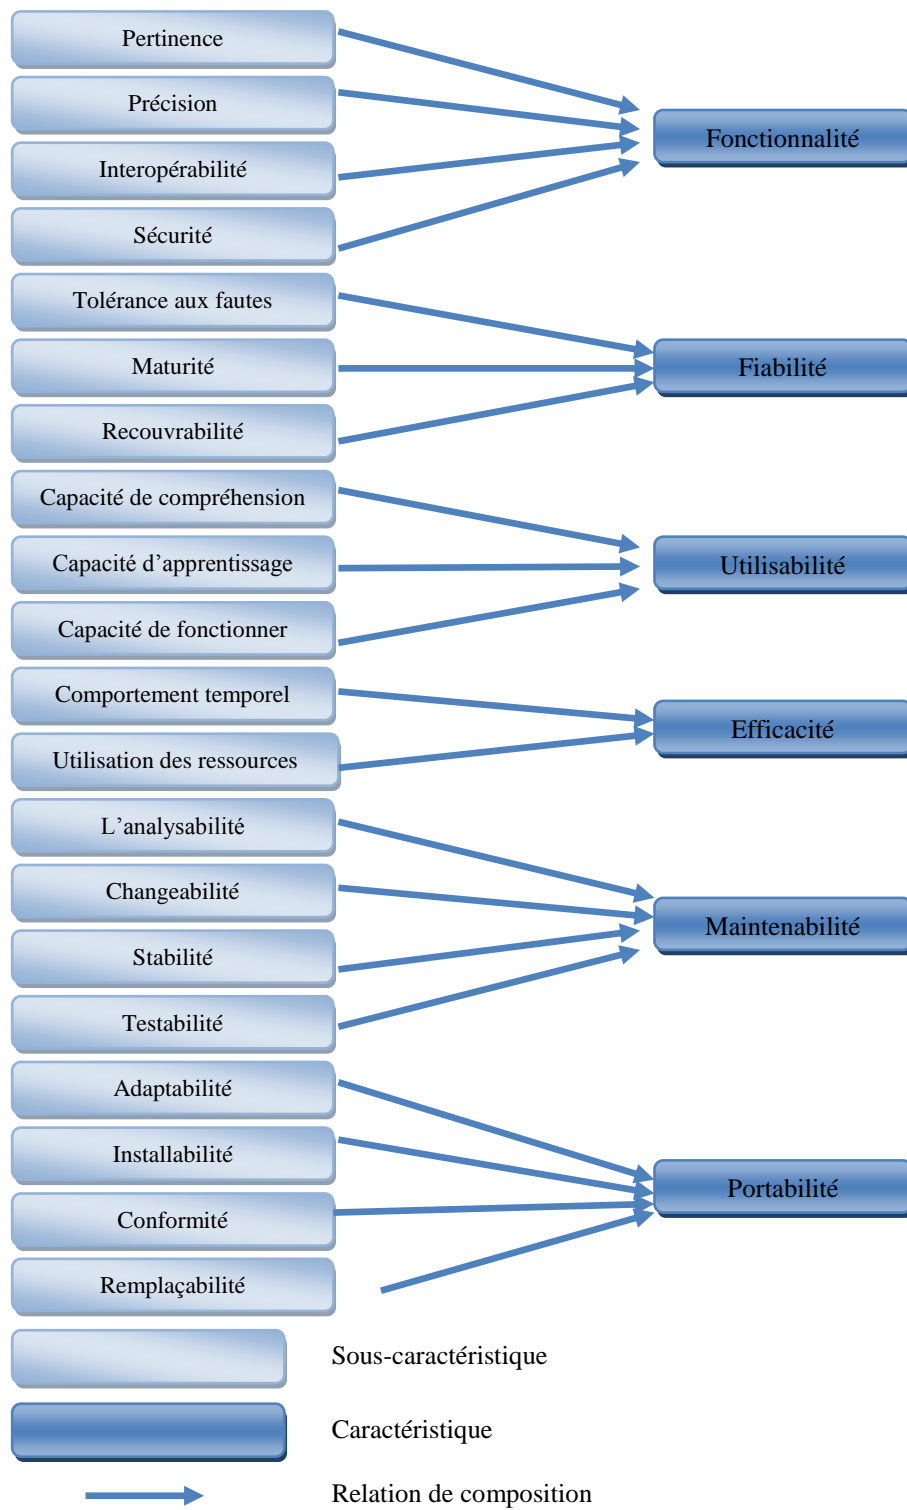 Pertinence
Précision
Interopérabilité
Sécurité
Fonctionnalité
Tolérance aux fautes
Maturité
Recouvrabilité
Fiabilité
Capacité de compréhension
Capacité d’apprentissage
Capacité de fonctionner
Utilisabilité
Comportement temporel
Utilisation des ressources
Efficacité
L’analysabilité
Changeabilité
Stabilité
Testabilité
Maintenabilité
Adaptabilité
Installabilité
Conformité
Remplaçabilité
Portabilité
Sous-caractéristique
Caractéristique
Relation de composition